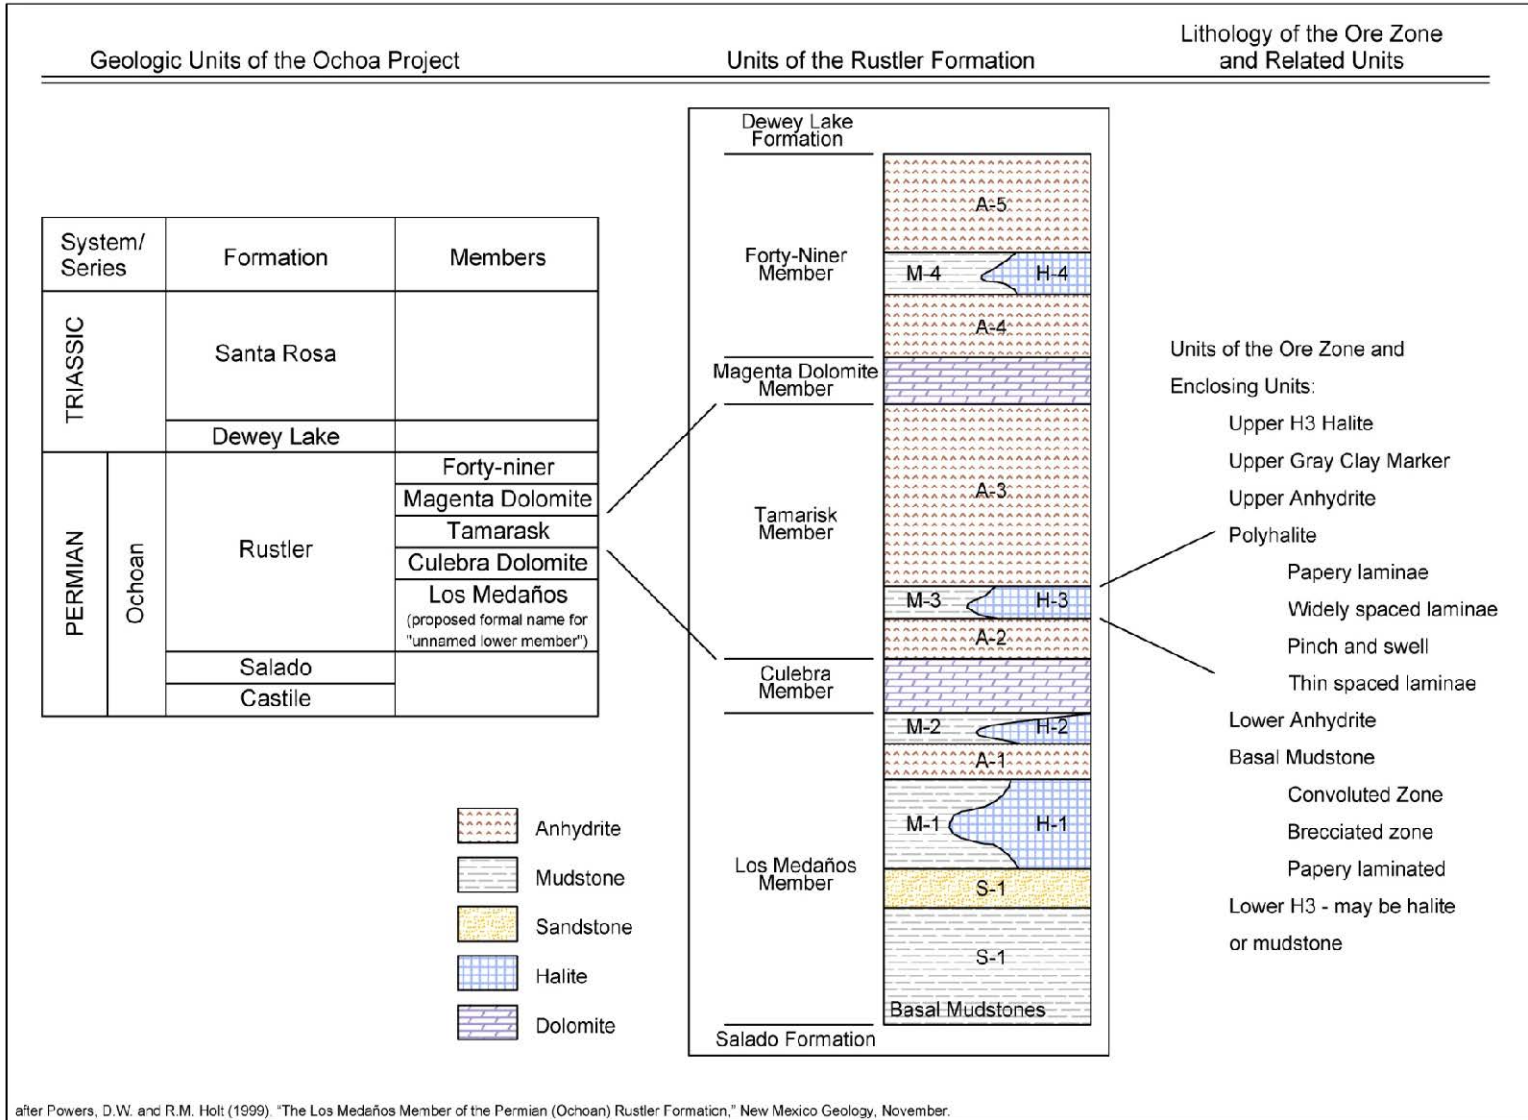 Geologic Units of the Ochoa Project
Units of the Rustler Formation
Lithology of the Ore Zone
and Related Units
System/
Series
Formation
Members
TRIASSIC
Santa Rosa
Dewey Lake
PERMIAN
Ochoan
Rustler
Forty-niner
Magenta Dolomite
Tamarask
Culebra Dolomite
Los Medaños
(proposed formal name for
"unnamed lower member")
Salado
Castile
Anhydrite
Mudstone
Sandstone
Halite
Dolomite
Dewey Lake
Formation
Forty-Niner
Member
Magenta Dolomite
Member
Tamarisk
Member
Culebra
Member
Los Medaños
Member
Salado Formation
A-5
M-4 H-4
A-4
A-3
M-3 H-3
A-2
M-2 H-2
A-1
M-1 H-1
S-1
S-1
Basal Mudstones
Units of the Ore Zone and
Enclosing Units:
Upper H3 Halite
Upper Gray Clay Marker
Upper Anhydrite
Polyhalite
Papery laminae
Widely spaced laminae
Pinch and swell
Thin spaced laminae
Lower Anhydrite
Basal Mudstone
Convoluted Zone
Brecciated zone
Papery laminated
Lower H3 - may be halite
or mudstone
after Powers, D.W. and R.M. Holt (1999). "The Los Medaños Member of the Permian (Ochoan) Rustler Formation," New Mexico Geology, November.